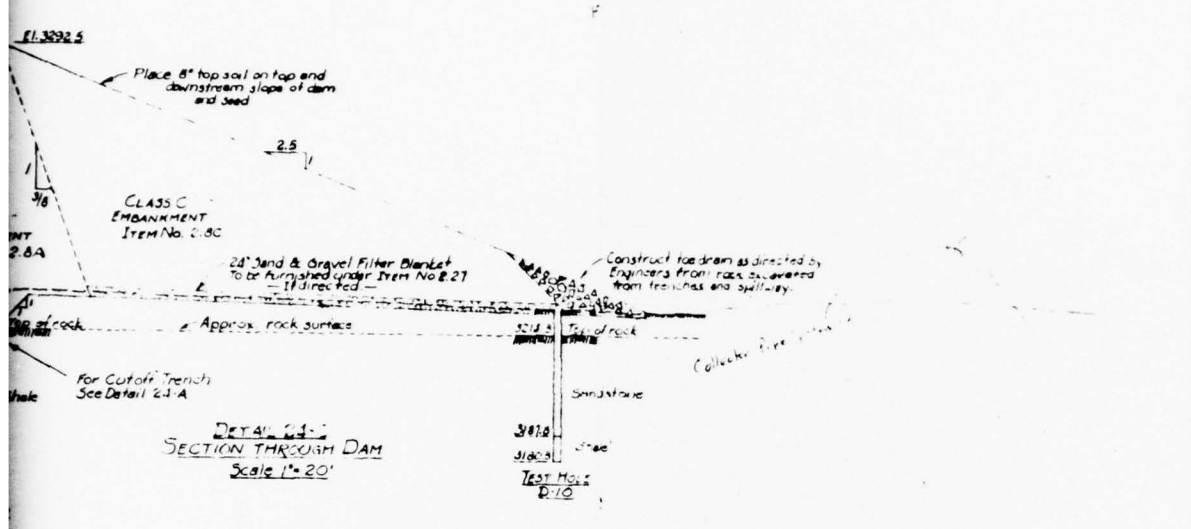 El. 3292.5
Place 8" top soil on top and
downstream slope of dam
and seed
2.5
1
1
3/8
CLASS C
EMBANKMENT
ITEM No. 2.8C
2.8A
24" Sand & Gravel Filter Blanket
To be furnished under Item No 2.27
— If directed —
Construct toe drain as directed by
Engineers from rock excavated
from trenches and spillway.
Top of rock
Approx. rock surface
Top of rock
Collector Pipe
For Cutoff Trench
See Detail 24-A
Sandstone
DETAIL
SECTION THROUGH DAM
Scale 1"= 20'
TEST HOLE
D-10